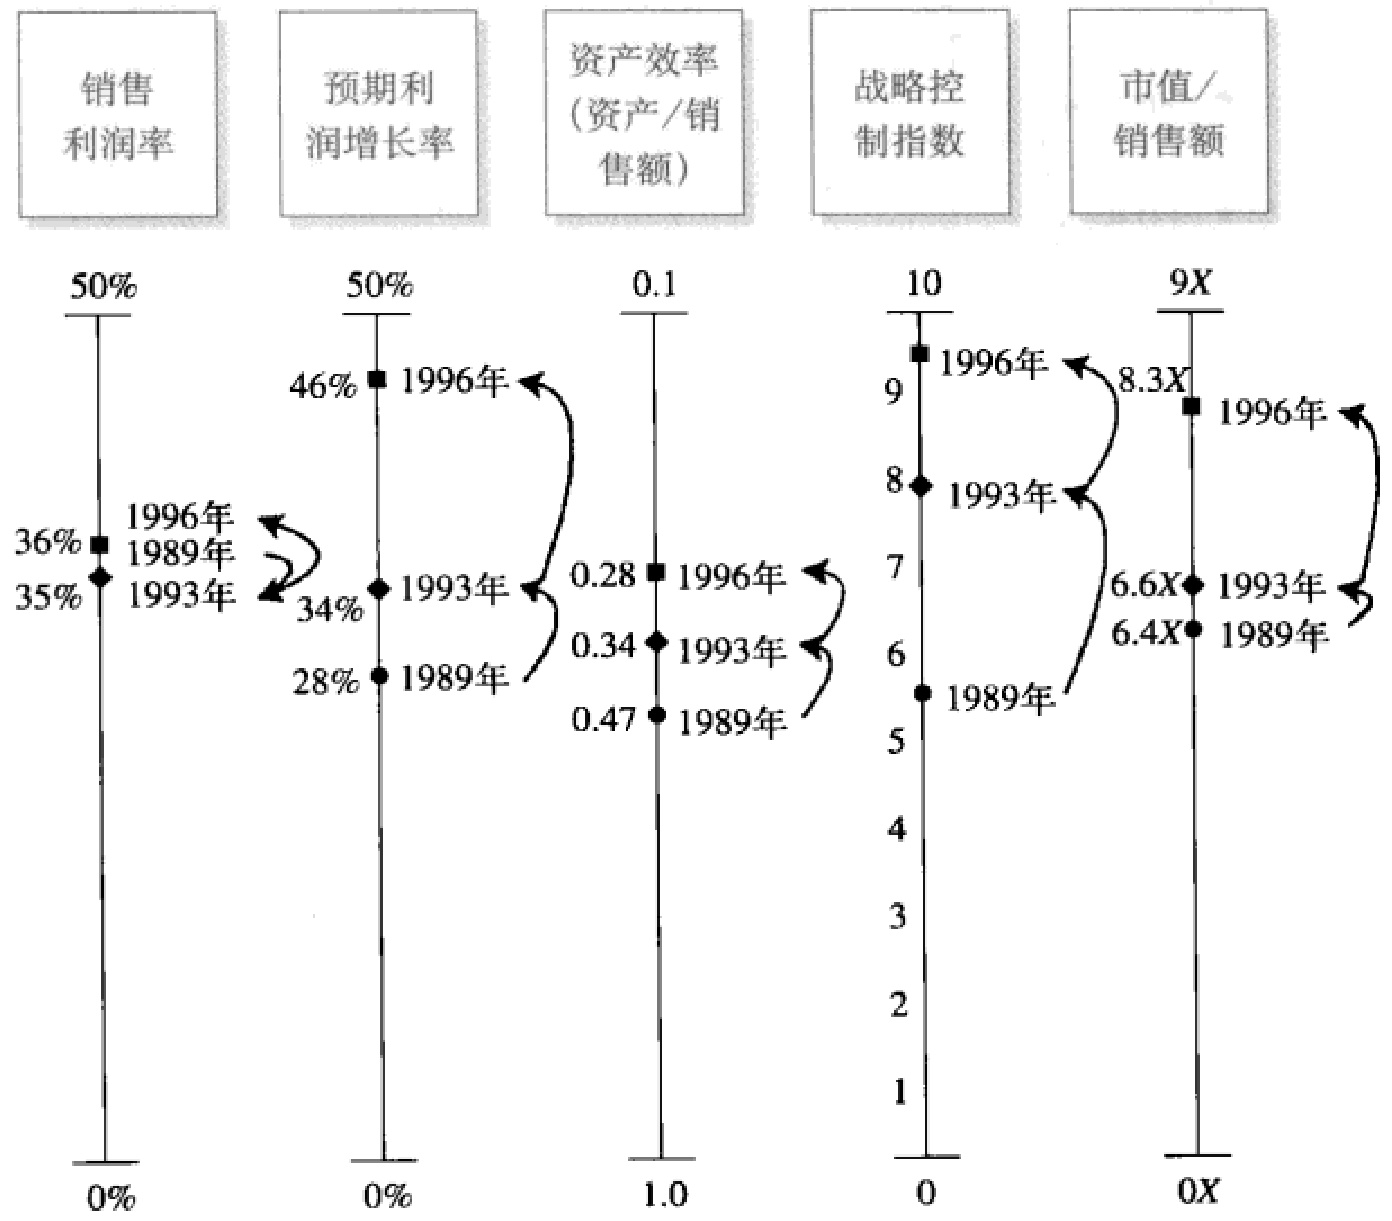 销售
利润率
预期利
润增长率
资产效率
(资产/销
售额)
战略控
制指数
市值/
销售额
50%
1996年
36%
1989年
35%
1993年
0%
50%
46%
1996年
1993年
34%
28%
1989年
0%
0.1
0.28
1996年
0.34
1993年
0.47
1989年
1.0
10
1996年
9
8
1993年
7
6
1989年
5
4
3
2
1
0
9X
8.3X
1996年
6.6X
1993年
6.4X
1989年
0X